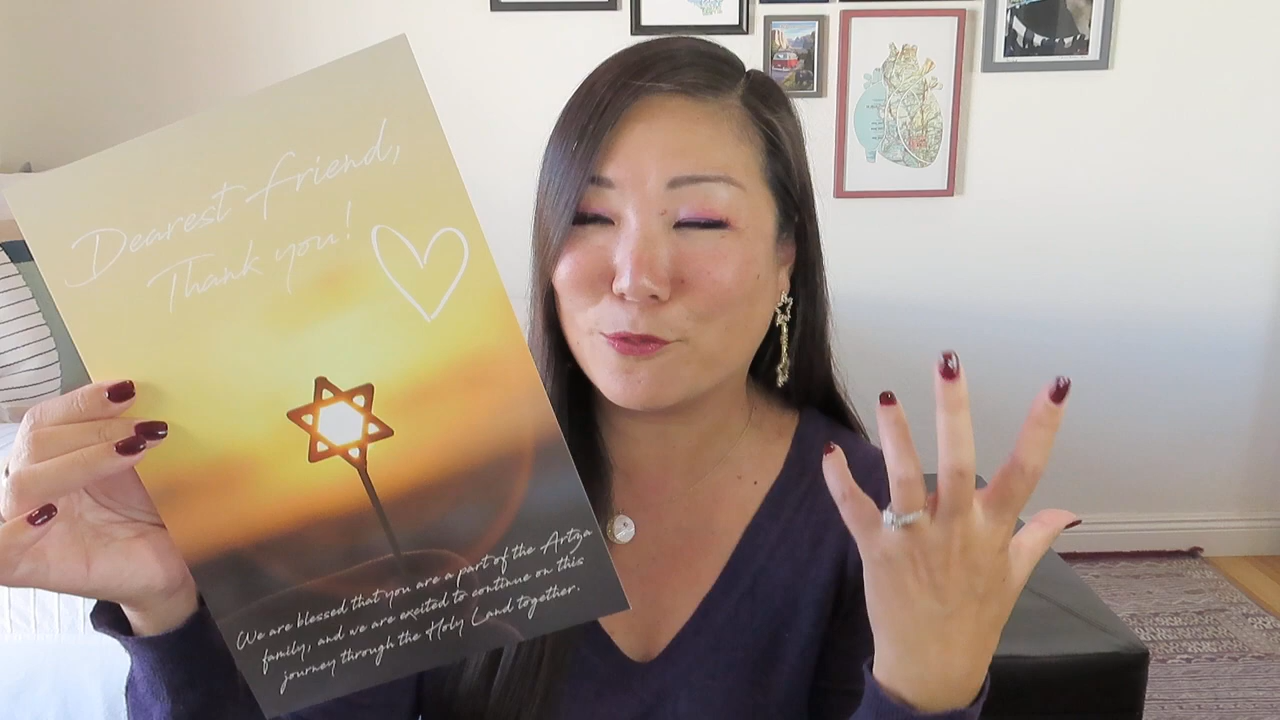 Dearest Friend,
Thank you!
We are blessed that you are a part of the Artza
family, and we are excited to continue on this
journey through the Holy Land together.